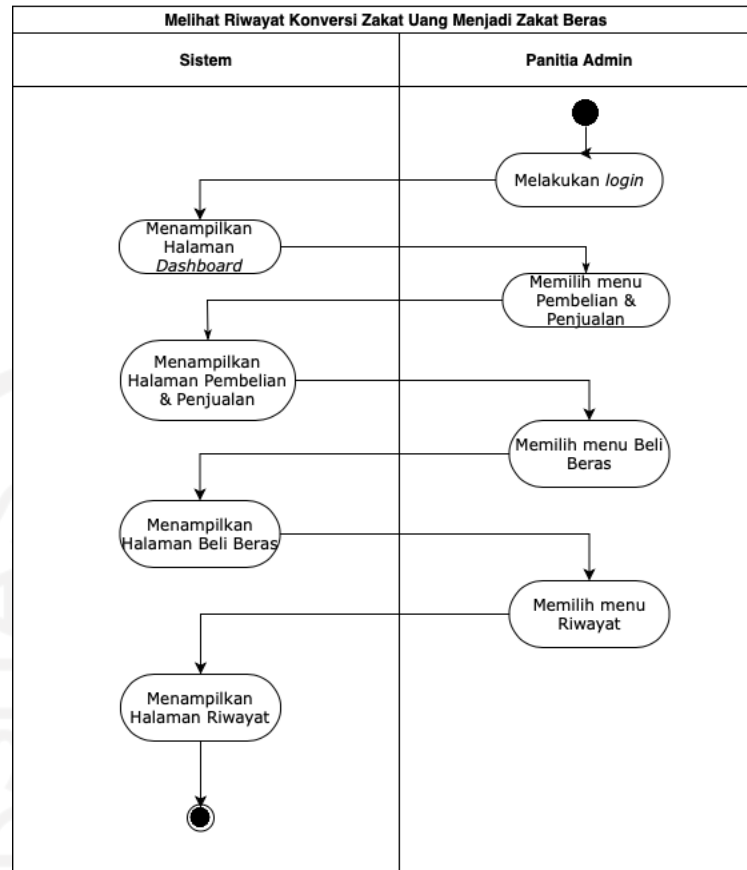 Melihat Riwayat Konversi Zakat Uang Menjadi Zakat Beras
Sistem
Panitia Admin
Melakukan login
Menampilkan
Halaman
Dashboard
Memilih menu
Pembelian &
Penjualan
Menampilkan
Halaman Pembelian
& Penjualan
Memilih menu Beli
Beras
Menampilkan
Halaman Beli Beras
Memilih menu
Riwayat
Menampilkan
Halaman Riwayat